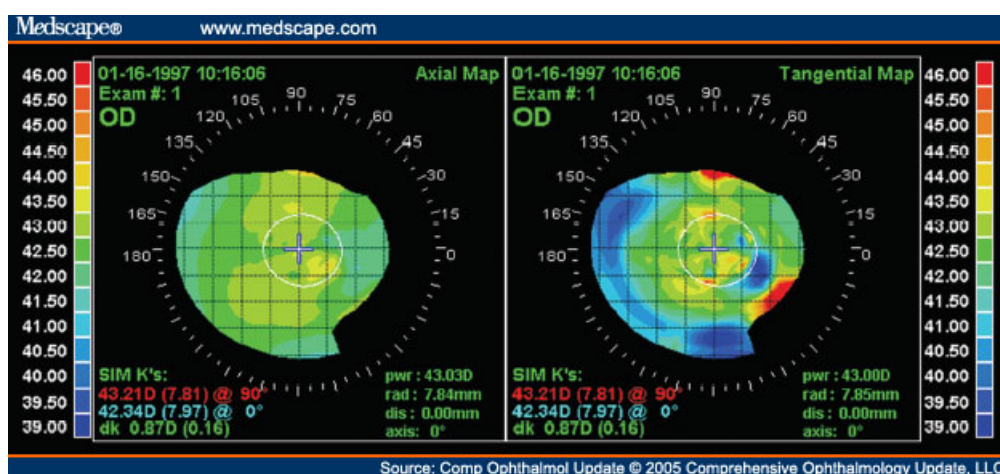 Medscape® www.medscape.com
46.00
45.50
45.00
44.50
44.00
43.50
43.00
42.50
42.00
41.50
41.00
40.50
40.00
39.50
39.00
01-16-1997 10:16:06 Axial Map
Exam #: 1
OD
180 165 150 135 120 105 90 75 60 45 30 15 0
SIM K's:
43.21D (7.81) @ 90°
42.34D (7.97) @ 0°
dk 0.87D (0.16)
pwr : 43.03D
rad : 7.84mm
dis : 0.00mm
axis: 0°
01-16-1997 10:16:06 Tangential Map
Exam #: 1
OD
180 165 150 135 120 105 90 75 60 45 30 15 0
SIM K's:
43.21D (7.81) @ 90°
42.34D (7.97) @ 0°
dk 0.87D (0.16)
pwr : 43.00D
rad : 7.85mm
dis : 0.00mm
axis: 0°
46.00
45.50
45.00
44.50
44.00
43.50
43.00
42.50
42.00
41.50
41.00
40.50
40.00
39.50
39.00
Source: Comp Ophthalmol Update © 2005 Comprehensive Ophthalmology Update, LLC